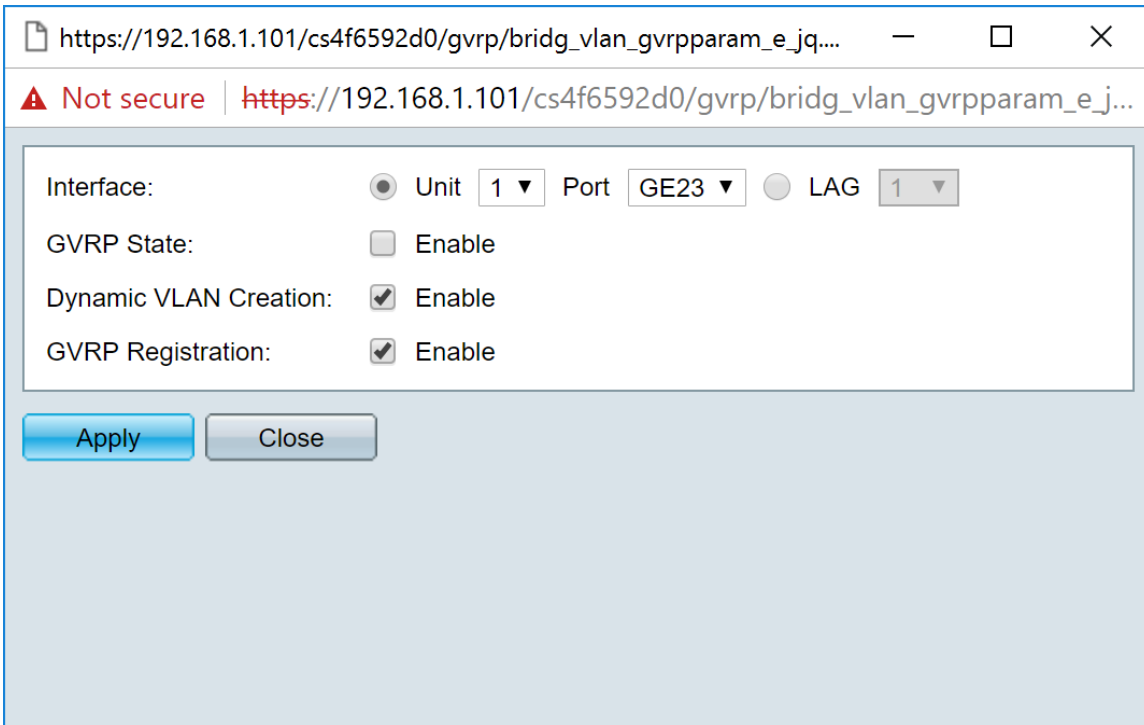 https://192.168.1.101/cs4f6592d0/gvrp/bridg_vlan_gvrpparam_e_jq....
Not secure https://192.168.1.101/cs4f6592d0/gvrp/bridg_vlan_gvrpparam_e_j...
Interface: Unit 1 Port GE23 LAG 1
GVRP State: Enable
Dynamic VLAN Creation: Enable
GVRP Registration: Enable
Apply Close